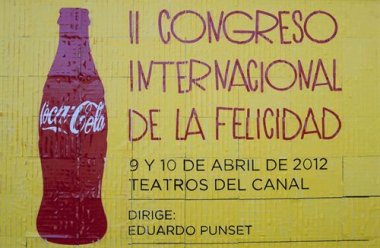 II CONGRESO
INTERNACIONAL
DE LA FELICIDAD
Coca-Cola
9 Y 10 DE ABRIL DE 2012
TEATROS DEL CANAL
DIRIGE:
EDUARDO PUNSET